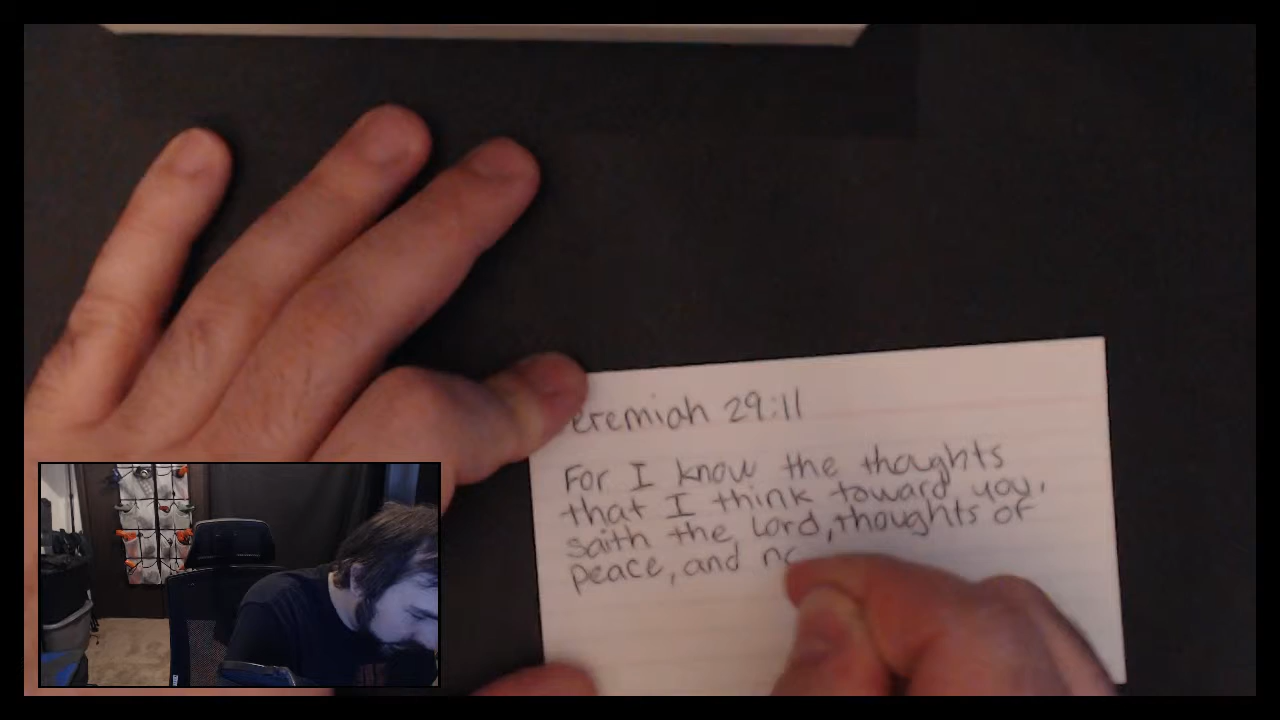 eremiah 29:11
For I know the thoughts
that I think toward you,
saith the Lord, thoughts of
peace, and